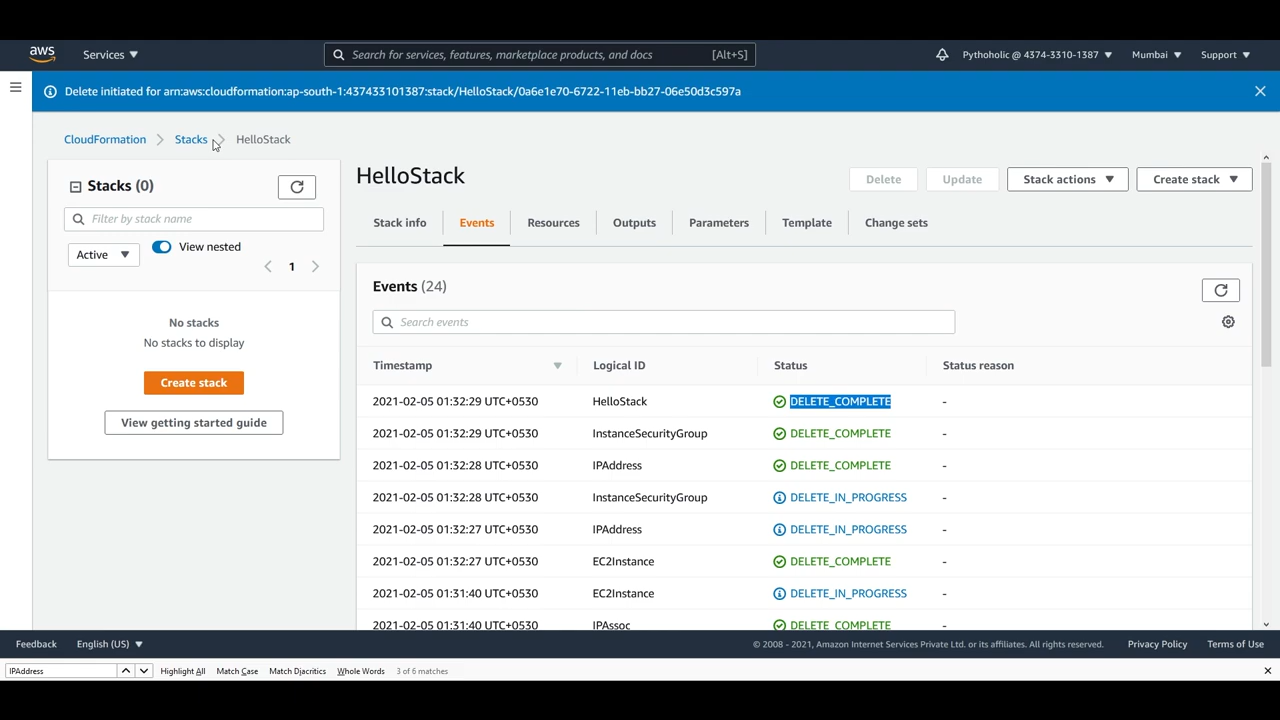 aws Services Search for services, features, marketplace products, and docs [Alt+S] Pythoholic @ 4374-3310-1387 Mumbai Support
Delete initiated for arn:aws:cloudformation:ap-south-1:437433101387:stack/HelloStack/0a6e1e70-6722-11eb-bb27-06e50d3c597a
CloudFormation Stacks HelloStack
Stacks (0)
Filter by stack name
Active View nested
1
No stacks
No stacks to display
Create stack
View getting started guide
HelloStack Delete Update Stack actions Create stack
Stack info Events Resources Outputs Parameters Template Change sets
Events (24)
Search events
Timestamp Logical ID Status Status reason
2021-02-05 01:32:29 UTC+0530 HelloStack DELETE_COMPLETE -
2021-02-05 01:32:29 UTC+0530 InstanceSecurityGroup DELETE_COMPLETE -
2021-02-05 01:32:28 UTC+0530 IPAddress DELETE_COMPLETE -
2021-02-05 01:32:28 UTC+0530 InstanceSecurityGroup DELETE_IN_PROGRESS -
2021-02-05 01:32:27 UTC+0530 IPAddress DELETE_IN_PROGRESS -
2021-02-05 01:32:27 UTC+0530 EC2Instance DELETE_COMPLETE -
2021-02-05 01:31:40 UTC+0530 EC2Instance DELETE_IN_PROGRESS -
2021-02-05 01:31:40 UTC+0530 IPAssoc DELETE_COMPLETE -
Feedback English (US) © 2008 - 2021, Amazon Internet Services Private Ltd. or its affiliates. All rights reserved. Privacy Policy Terms of Use
IPAddress Highlight All Match Case Match Diacritics Whole Words 3 of 6 matches